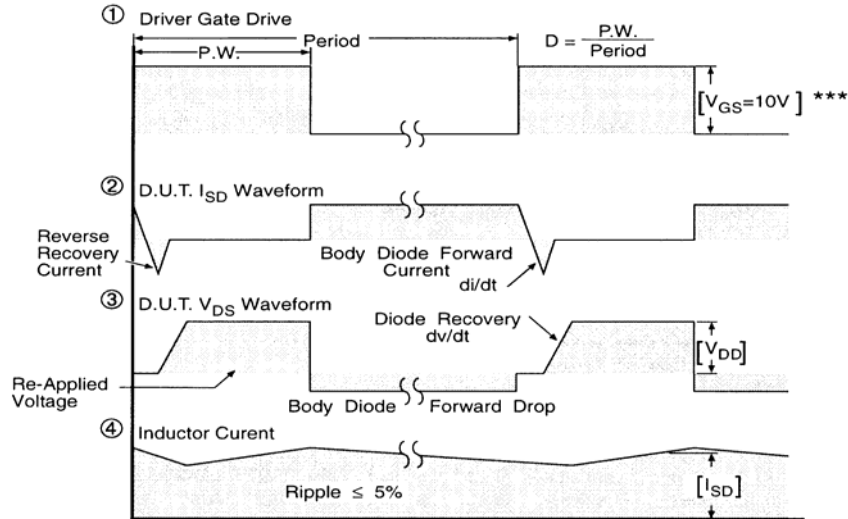 ① Driver Gate Drive
Period
P.W.
D = P.W. / Period
[VGS=10V] ***
② D.U.T. ISD Waveform
Reverse
Recovery
Current
Body Diode Forward
Current
di/dt
③ D.U.T. VDS Waveform
Diode Recovery
dv/dt
[VDD]
Re-Applied
Voltage
Body Diode Forward Drop
④ Inductor Curent
Ripple ≤ 5%
[ISD]